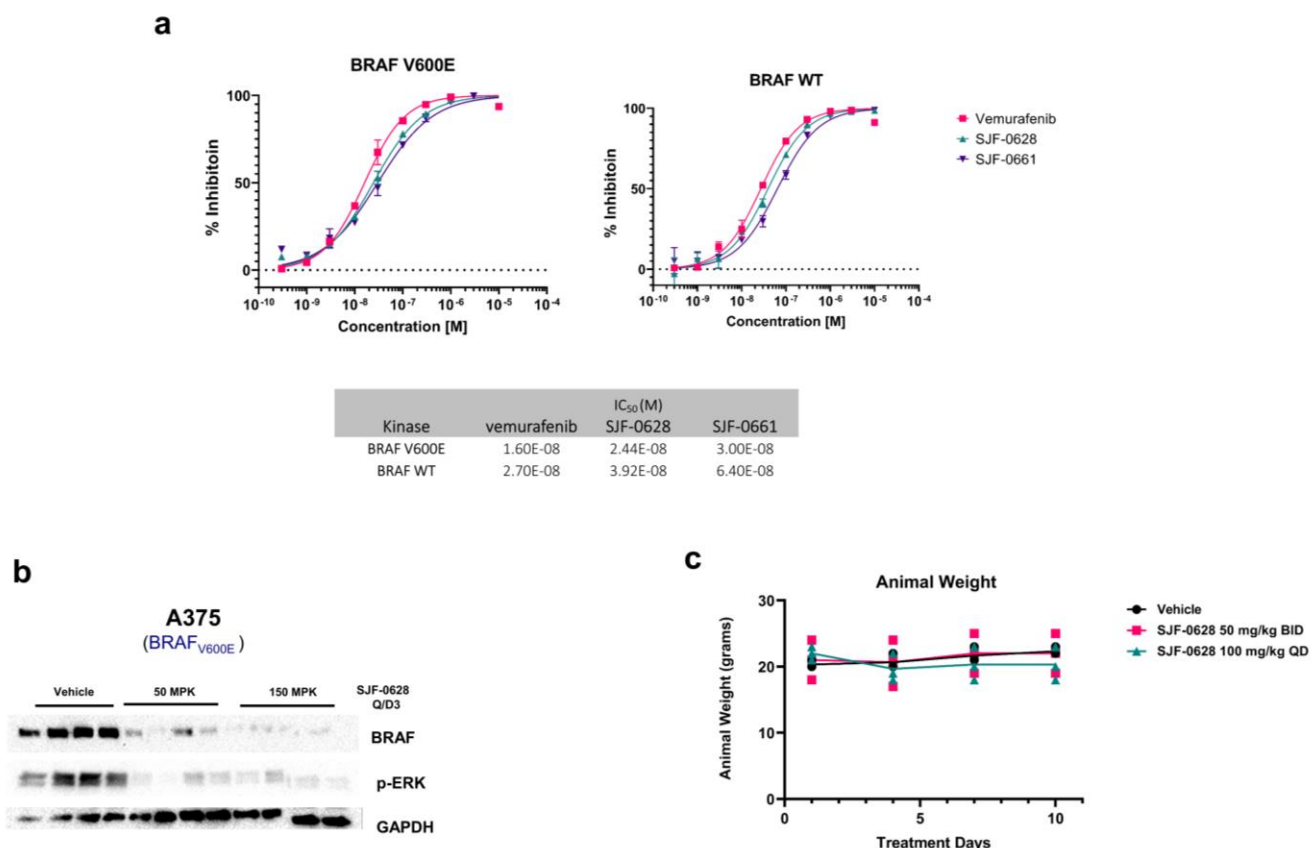 a
BRAF V600E
% Inhibitoin
100
50
0
10-10 10-9 10-8 10-7 10-6 10-5 10-4
Concentration [M]
BRAF WT
% Inhibitoin
100
50
0
10-10 10-9 10-8 10-7 10-6 10-5 10-4
Concentration [M]
Vemurafenib
SJF-0628
SJF-0661
IC50 (M)
Kinase vemurafenib SJF-0628 SJF-0661
BRAF V600E 1.60E-08 2.44E-08 3.00E-08
BRAF WT 2.70E-08 3.92E-08 6.40E-08
b
A375
(BRAFV600E )
Vehicle 50 MPK 150 MPK SJF-0628
Q/D3
BRAF
p-ERK
GAPDH
c
Animal Weight
Animal Weight (grams)
30
20
10
0
0 5 10
Treatment Days
Vehicle
SJF-0628 50 mg/kg BID
SJF-0628 100 mg/kg QD